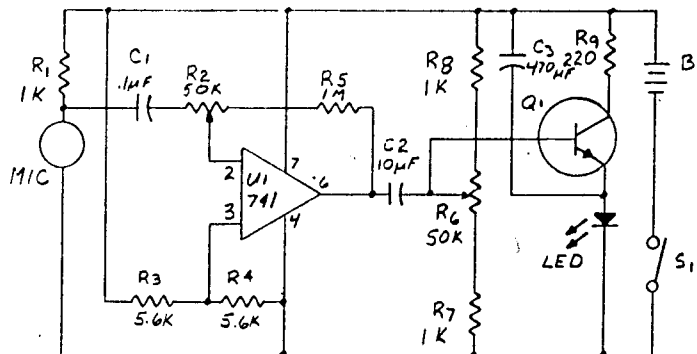 R1
1K
MIC
C1
.1µF
R2
50K
R5
1M
2
3
U1
741
7
6
4
R3
5.6K
R4
5.6K
C2
10µF
R8
1K
R6
50K
R7
1K
C3
470µF
R9
220
Q1
LED
B
S1